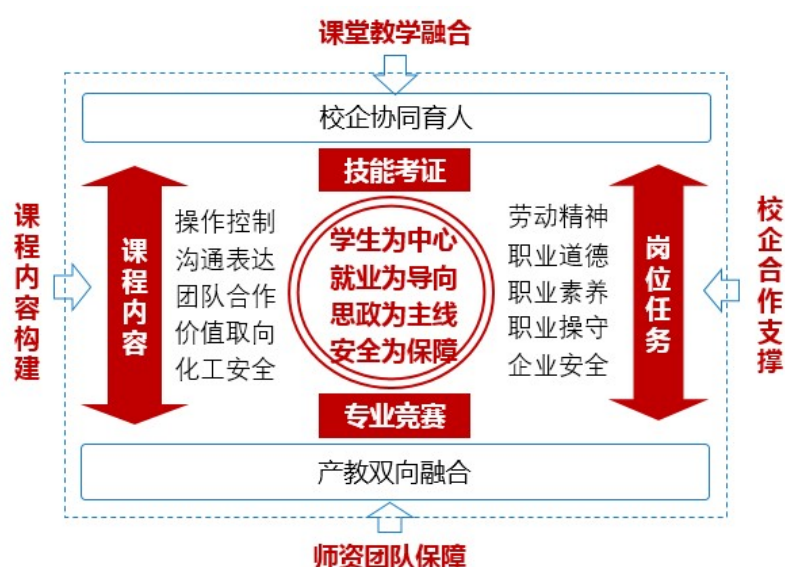 课堂教学融合
校企协同育人
技能考证
课程内容构建
课程内容
操作控制
沟通表达
团队合作
价值取向
化工安全
学生为中心
就业为导向
思政为主线
安全为保障
劳动精神
职业道德
职业素养
职业操守
企业安全
岗位任务
校企合作支撑
专业竞赛
产教双向融合
师资团队保障